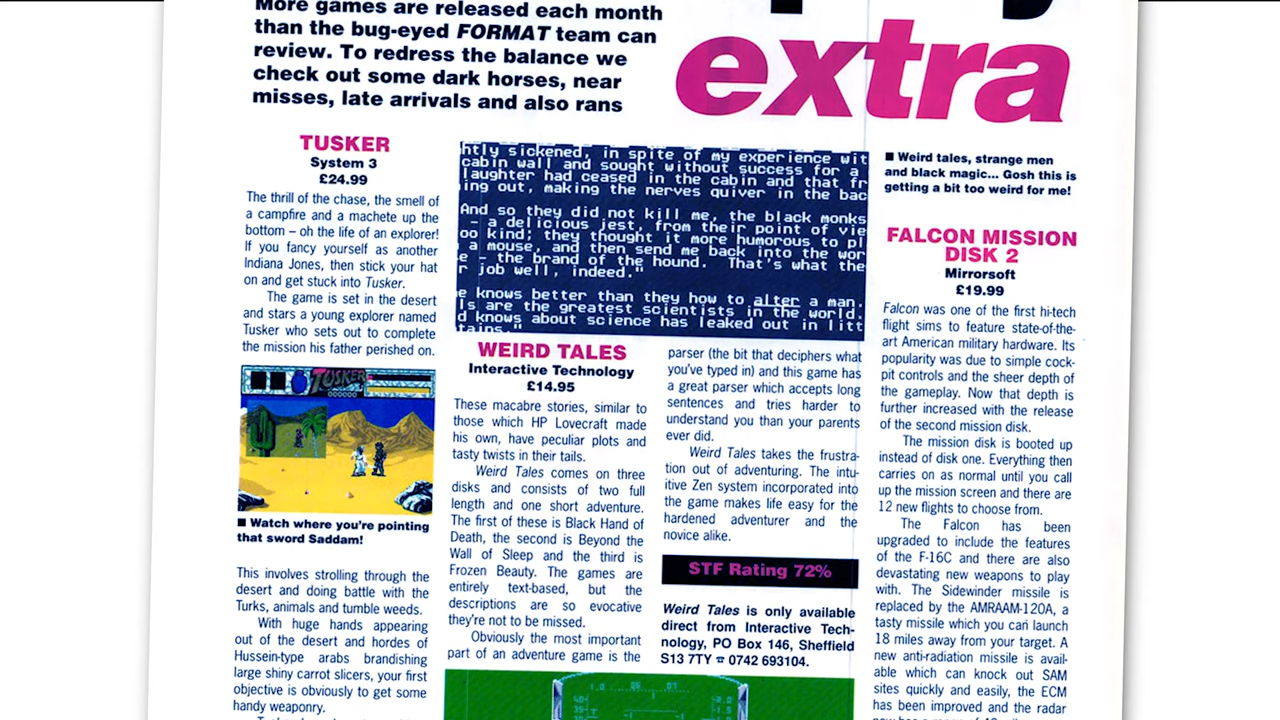 More games are released each month
than the bug-eyed FORMAT team can
review. To redress the balance we
check out some dark horses, near
misses, late arrivals and also rans
extra
TUSKER
System 3
£24.99
The thrill of the chase, the smell of
a campfire and a machete up the
bottom – oh the life of an explorer!
If you fancy yourself as another
Indiana Jones, then stick your hat
on and get stuck into Tusker.
The game is set in the desert
and stars a young explorer named
Tusker who sets out to complete
the mission his father perished on.
TUSKER
000000
■ Watch where you're pointing
that sword Saddam!
This involves strolling through the
desert and doing battle with the
Turks, animals and tumble weeds.
With huge hands appearing
out of the desert and hordes of
Hussein-type arabs brandishing
large shiny carrot slicers, your first
objective is obviously to get some
handy weaponry.
htly sickened, in spite of my experience wit
cabin wall and sought without success for a
laughter had ceased in the cabin and that fr
ing out, making the nerves quiver in the bac
And so they did not kill me, the black monks
- a delicious jest, from their point of vie
oo kind; they thought it more humorous to pl
a mouse, and then send me back into the wor
e - the brand of the hound. That's what the
r job well, indeed."
e knows better than they how to alter a man.
ls are the greatest scientists in the world.
d knows about science has leaked out in litt
tains."
WEIRD TALES
Interactive Technology
£14.95
These macabre stories, similar to
those which HP Lovecraft made
his own, have peculiar plots and
tasty twists in their tails.
Weird Tales comes on three
disks and consists of two full
length and one short adventure.
The first of these is Black Hand of
Death, the second is Beyond the
Wall of Sleep and the third is
Frozen Beauty. The games are
entirely text-based, but the
descriptions are so evocative
they're not to be missed.
Obviously the most important
part of an adventure game is the
parser (the bit that deciphers what
you've typed in) and this game has
a great parser which accepts long
sentences and tries harder to
understand you than your parents
ever did.
Weird Tales takes the frustra-
tion out of adventuring. The intu-
itive Zen system incorporated into
the game makes life easy for the
hardened adventurer and the
novice alike.
STF Rating 72%
Weird Tales is only available
direct from Interactive Tech-
nology, PO Box 146, Sheffield
S13 7TY ☎ 0742 693104.
■ Weird tales, strange men
and black magic... Gosh this is
getting a bit too weird for me!
FALCON MISSION
DISK 2
Mirrorsoft
£19.99
Falcon was one of the first hi-tech
flight sims to feature state-of-the-
art American military hardware. Its
popularity was due to simple cock-
pit controls and the sheer depth of
the gameplay. Now that depth is
further increased with the release
of the second mission disk.
The mission disk is booted up
instead of disk one. Everything then
carries on as normal until you call
up the mission screen and there are
12 new flights to choose from.
The Falcon has been
upgraded to include the features
of the F-16C and there are also
devastating new weapons to play
with. The Sidewinder missile is
replaced by the AMRAAM-120A, a
tasty missile which you can launch
18 miles away from your target. A
new anti-radiation missile is avail-
able which can knock out SAM
sites quickly and easily, the ECM
has been improved and the radar